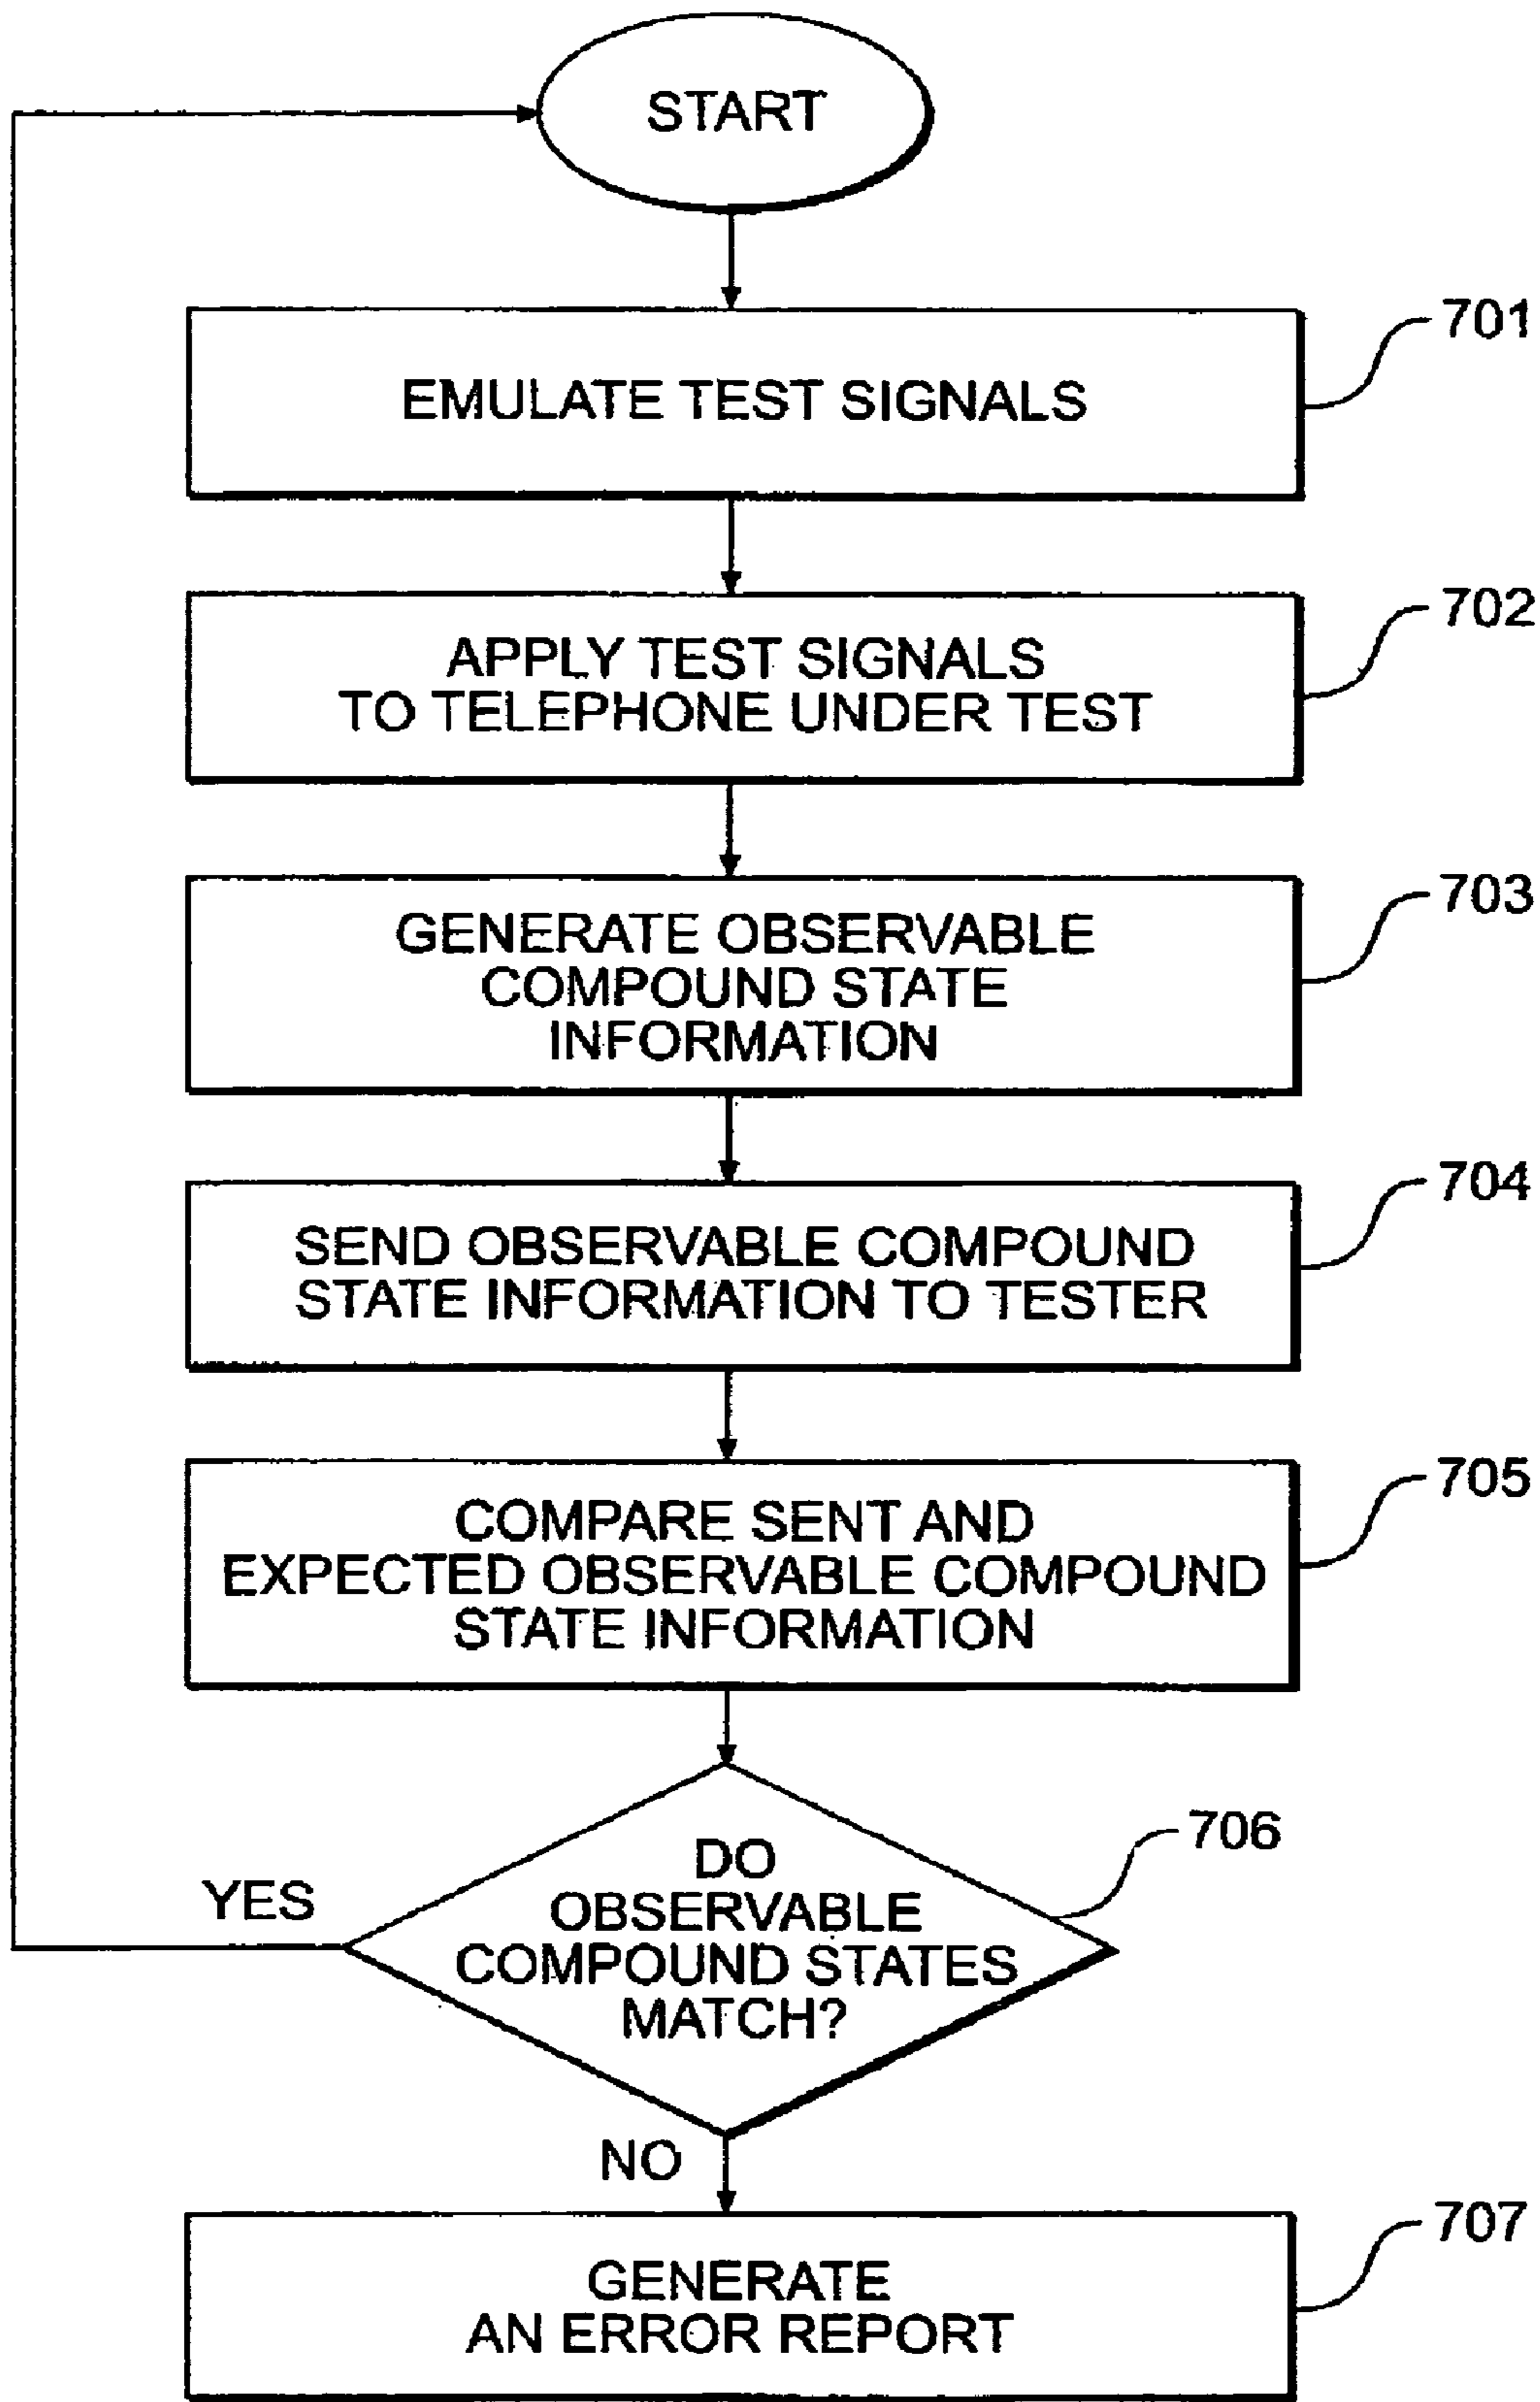 START
701
EMULATE TEST SIGNALS
702
APPLY TEST SIGNALS
TO TELEPHONE UNDER TEST
703
GENERATE OBSERVABLE
COMPOUND STATE
INFORMATION
704
SEND OBSERVABLE COMPOUND
STATE INFORMATION TO TESTER
705
COMPARE SENT AND
EXPECTED OBSERVABLE COMPOUND
STATE INFORMATION
706
DO
OBSERVABLE
COMPOUND STATES
MATCH?
YES
NO
707
GENERATE
AN ERROR REPORT